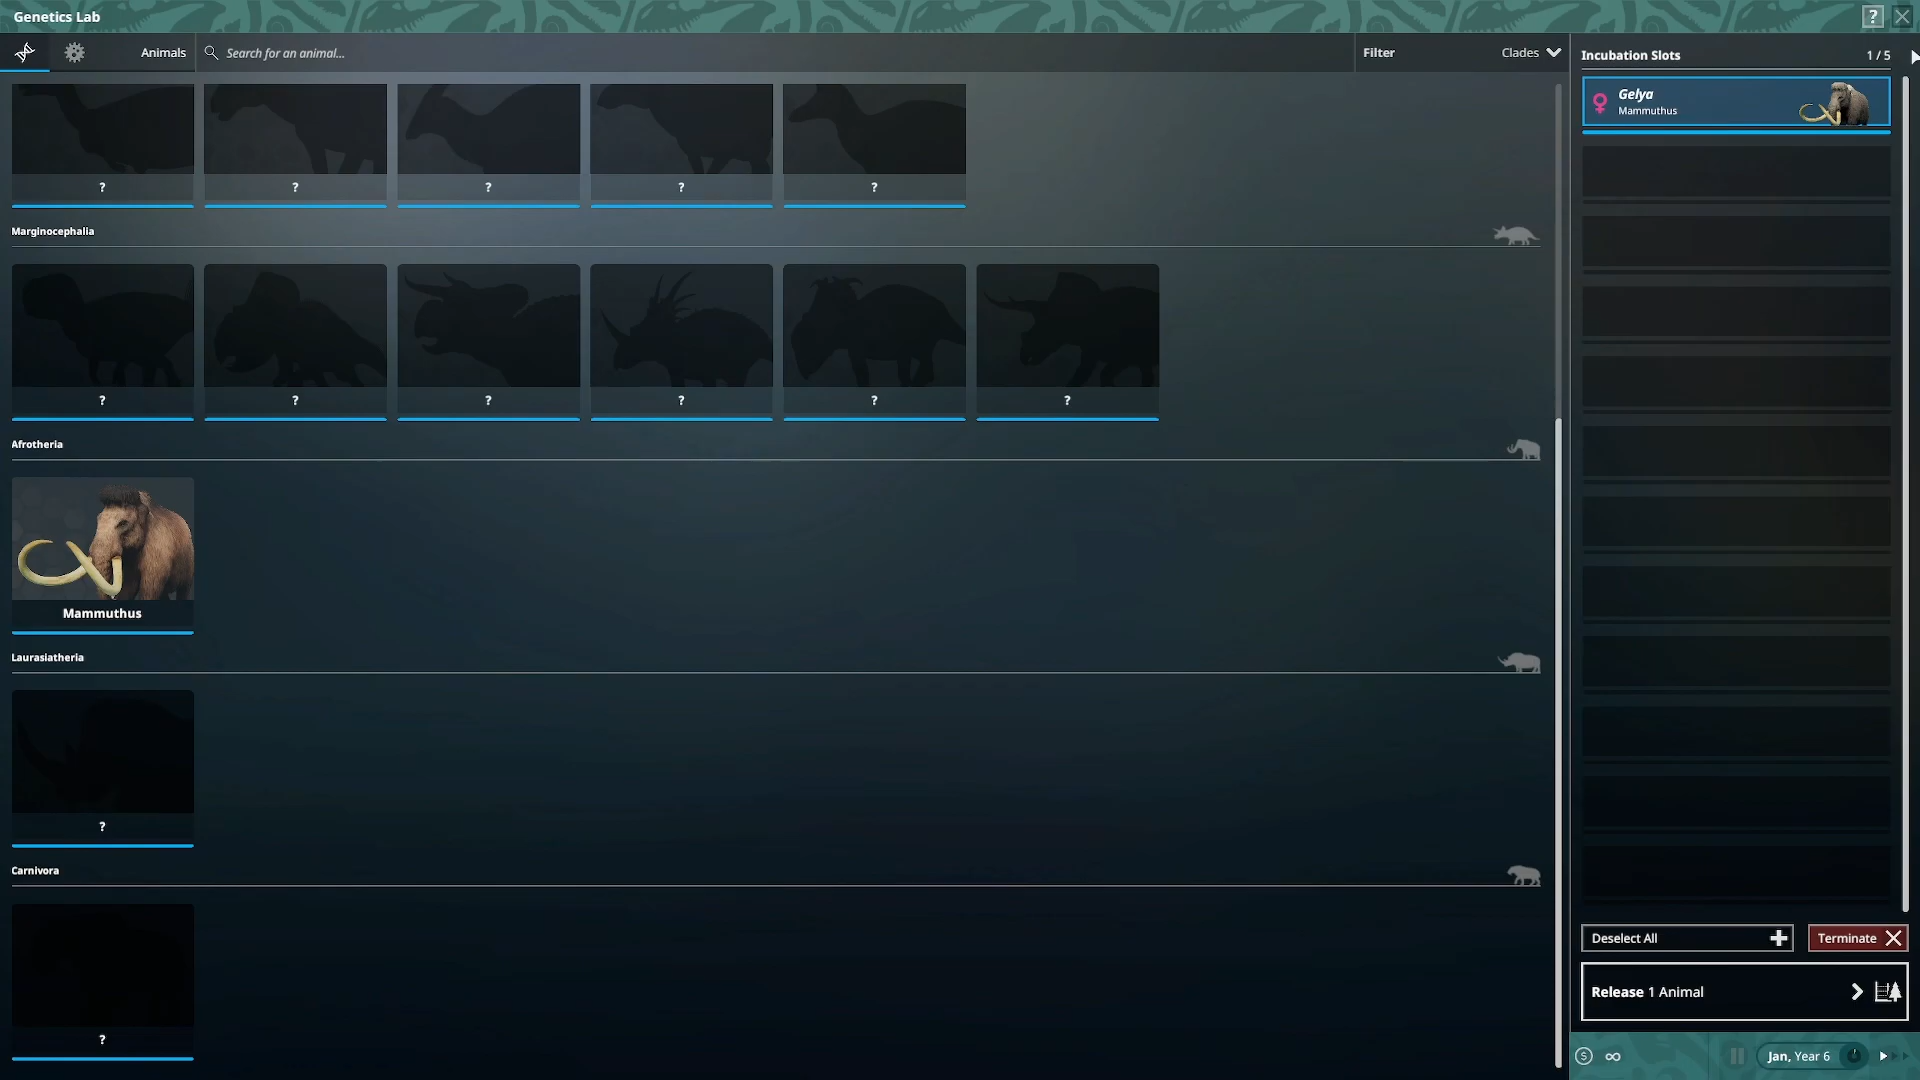 Genetics Lab
?
Animals
Search for an animal...
Filter
Clades
Incubation Slots
1 / 5
Gelya
Mammuthus
?
?
?
?
?
Marginocephalia
?
?
?
?
?
?
Afrotheria
Mammuthus
Laurasiatheria
?
Carnivora
?
Deselect All
Terminate
Release 1 Animal
$
∞
Jan, Year 6